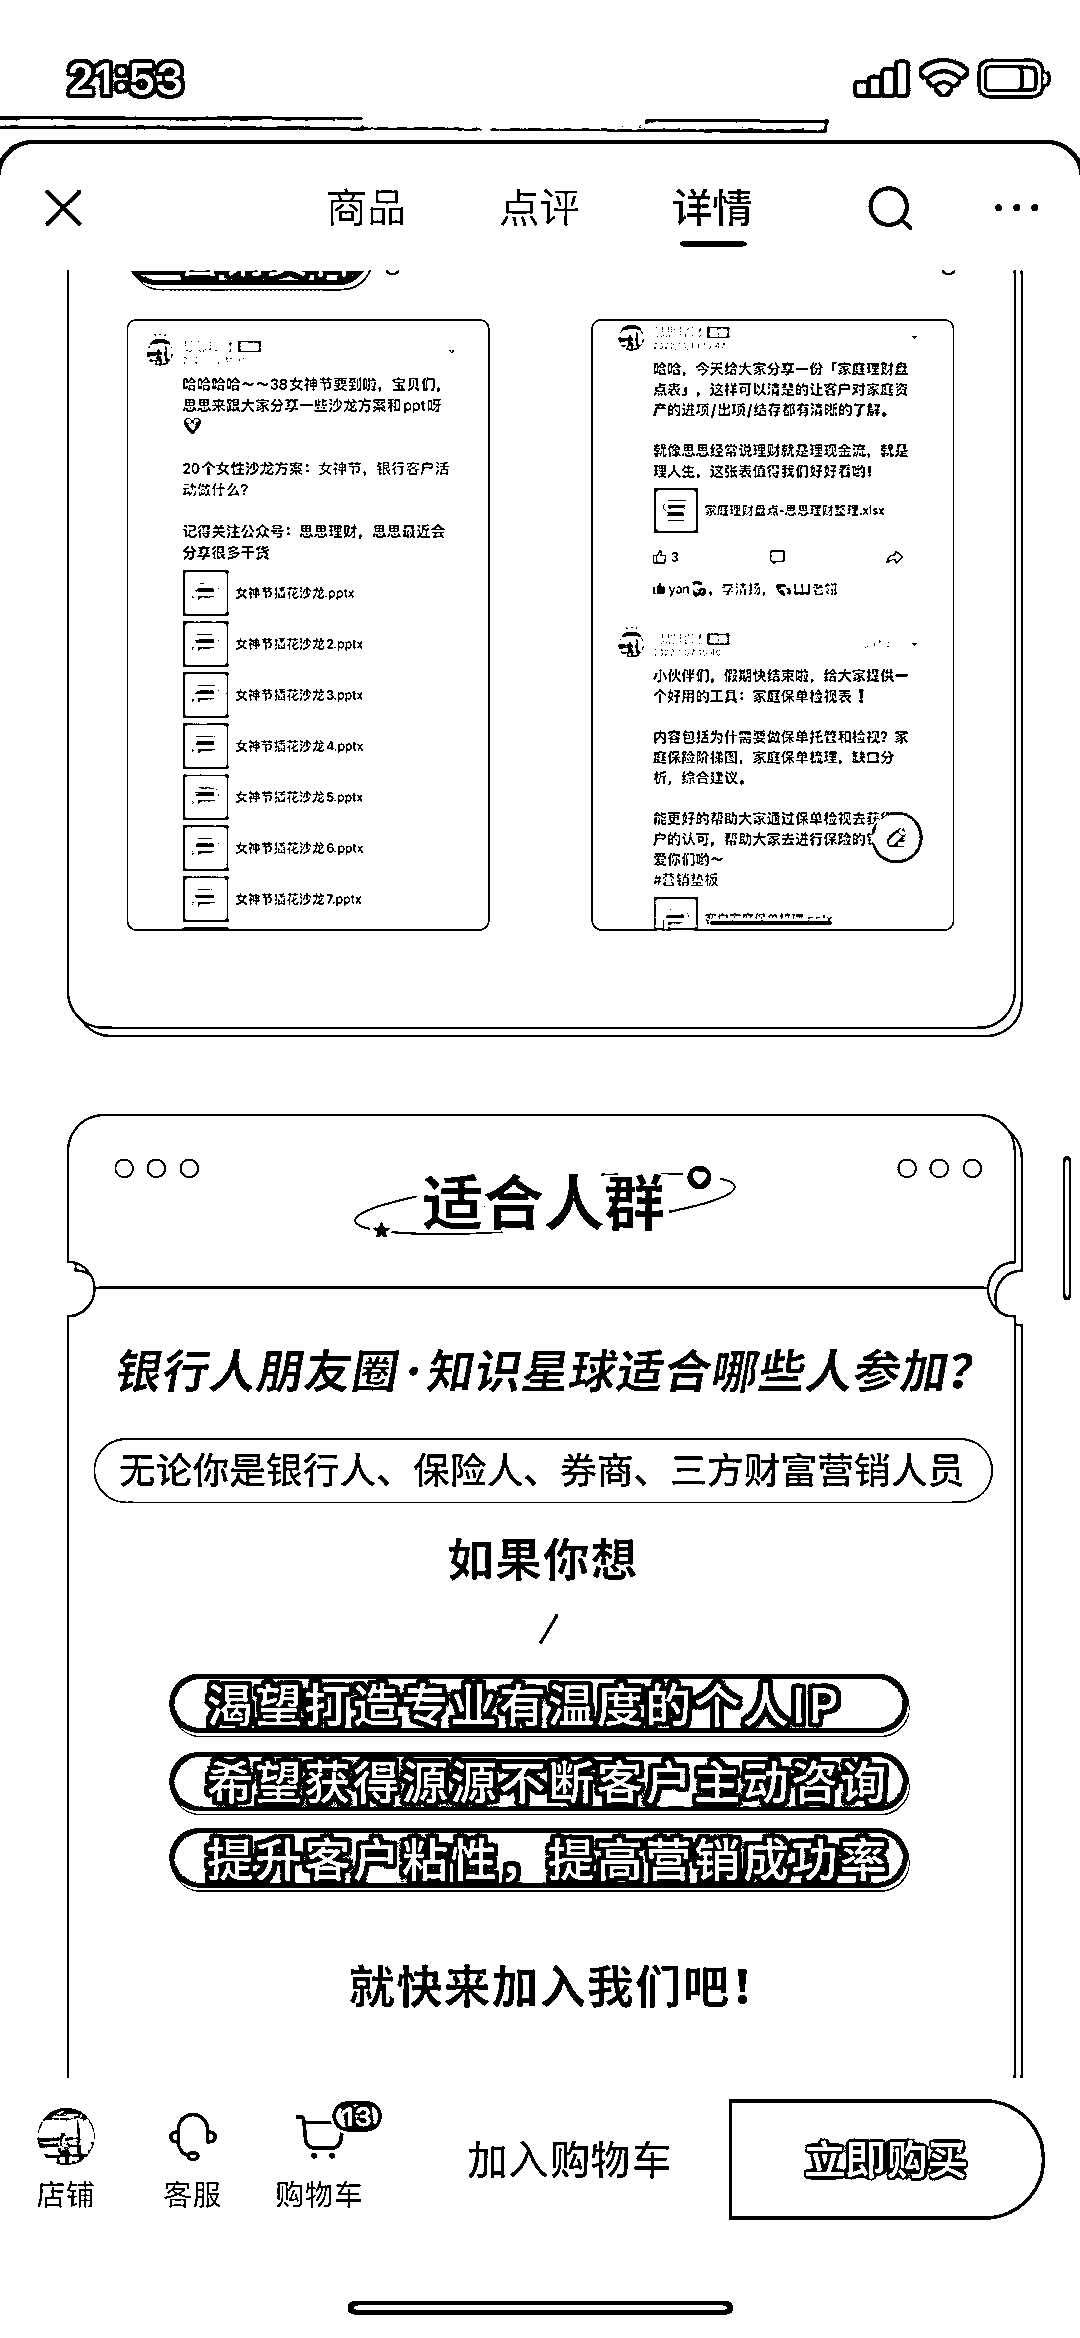 21:53
商品
点评
详情
哈哈哈哈~~38女神节要到啦，宝贝们，
思思来跟大家分享一些沙龙方案和ppt呀
20个女性沙龙方案：女神节，银行客户活
动做什么？
记得关注公众号：思思理财，思思最近会
分享很多干货
女神节插花沙龙.pptx
女神节插花沙龙2.pptx
女神节插花沙龙3.pptx
女神节插花沙龙4.pptx
女神节插花沙龙5.pptx
女神节插花沙龙6.pptx
女神节插花沙龙7.pptx
哈哈，今天给大家分享一份「家庭理财盘
点表」，这样可以清楚的让客户对家庭资
产的进项/出项/结存都有清晰的了解。
就像思思经常说理财就是理现金流，就是
理人生，这张表值得我们好好看哟！
家庭理财盘点-思思理财整理.xlsx
3
yan
小伙伴们，假期快结束啦，给大家提供一
个好用的工具：家庭保单检视表！
内容包括为什需要做保单托管和检视？家
庭保险阶梯图，家庭保单梳理，缺口分
析，综合建议。
能更好的帮助大家通过保单检视去获
户的认可，帮助大家去进行保险的
爱你们哟~
#营销垫板
适合人群
银行人朋友圈·知识星球适合哪些人参加？
无论你是银行人、保险人、券商、三方财富营销人员
如果你想
渴望打造专业有温度的个人IP
希望获得源源不断客户主动咨询
提升客户粘性，提高营销成功率
就快来加入我们吧！
店铺
客服
购物车
13
加入购物车
立即购买